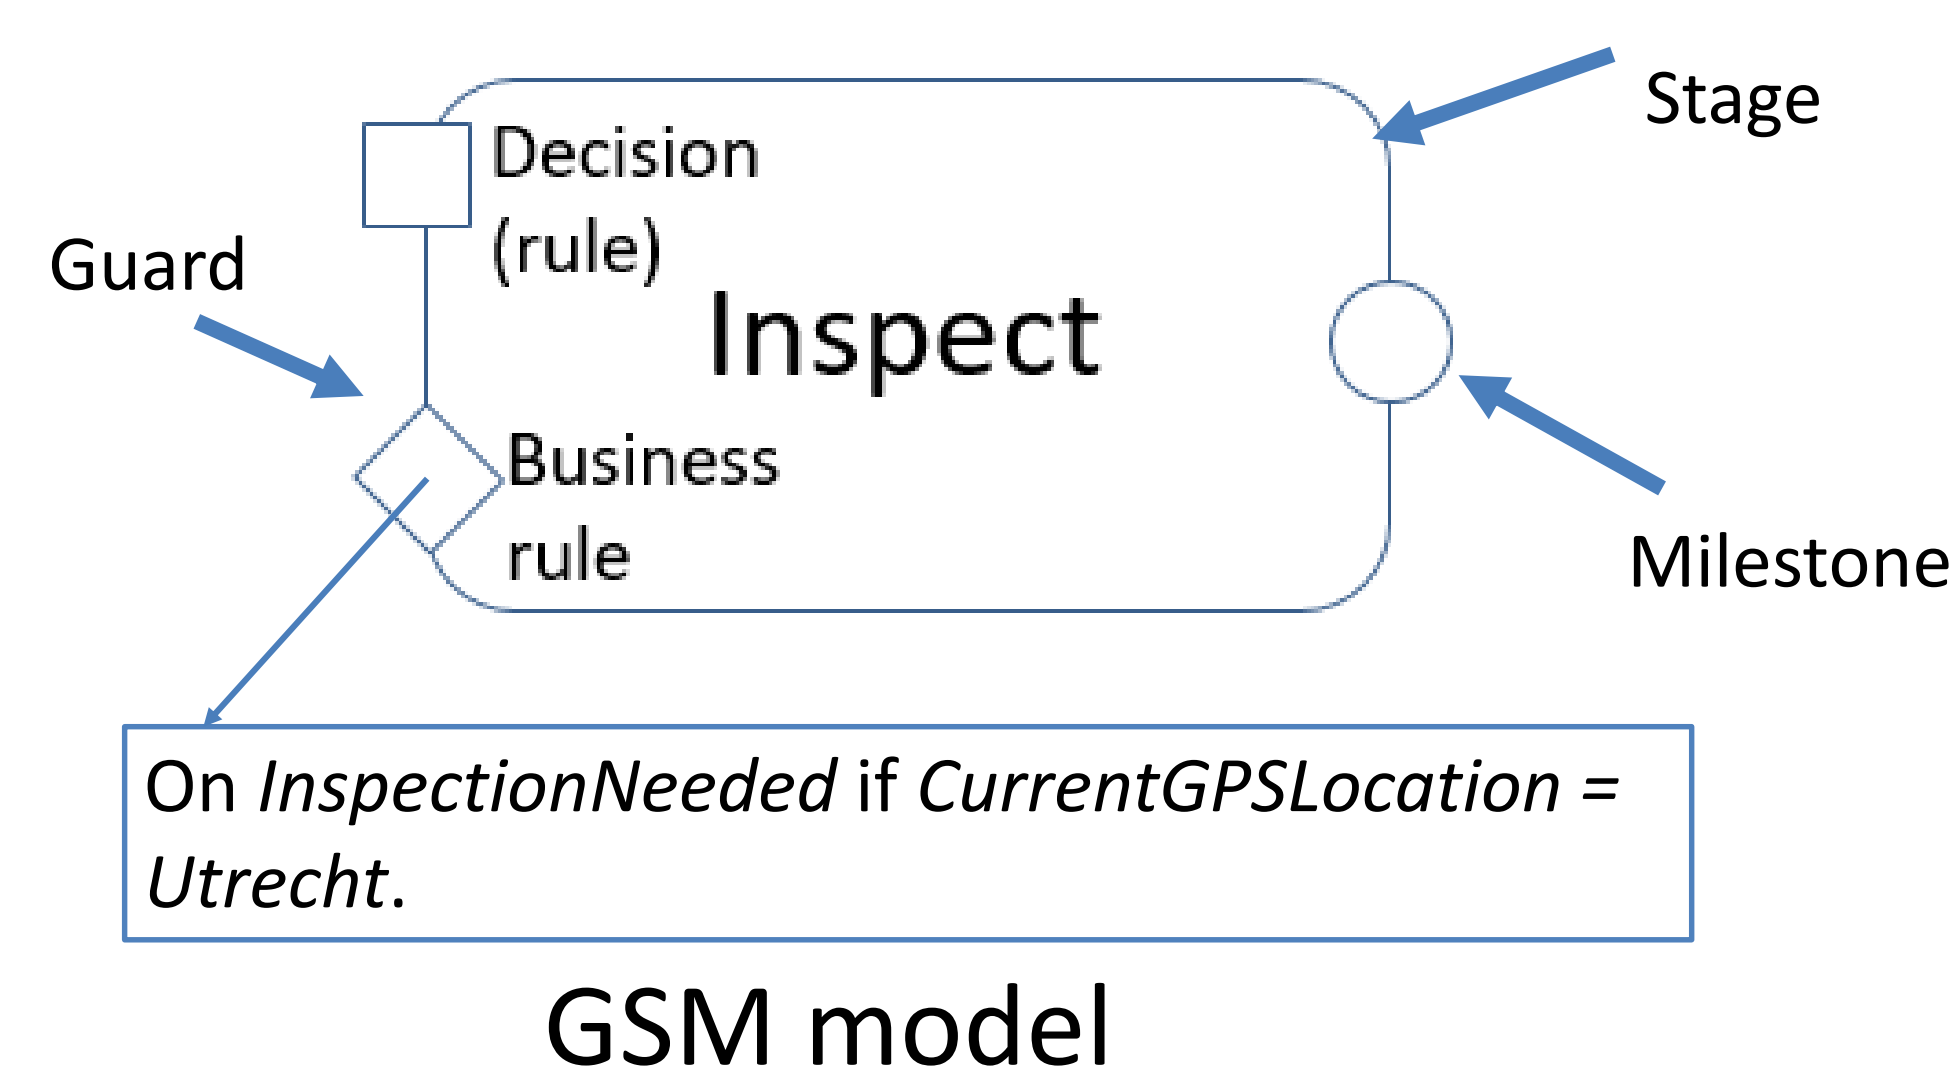 Stage
Decision
(rule)
Guard
Inspect
Business
rule
Milestone
On InspectionNeeded if CurrentGPSLocation =
Utrecht.
GSM model